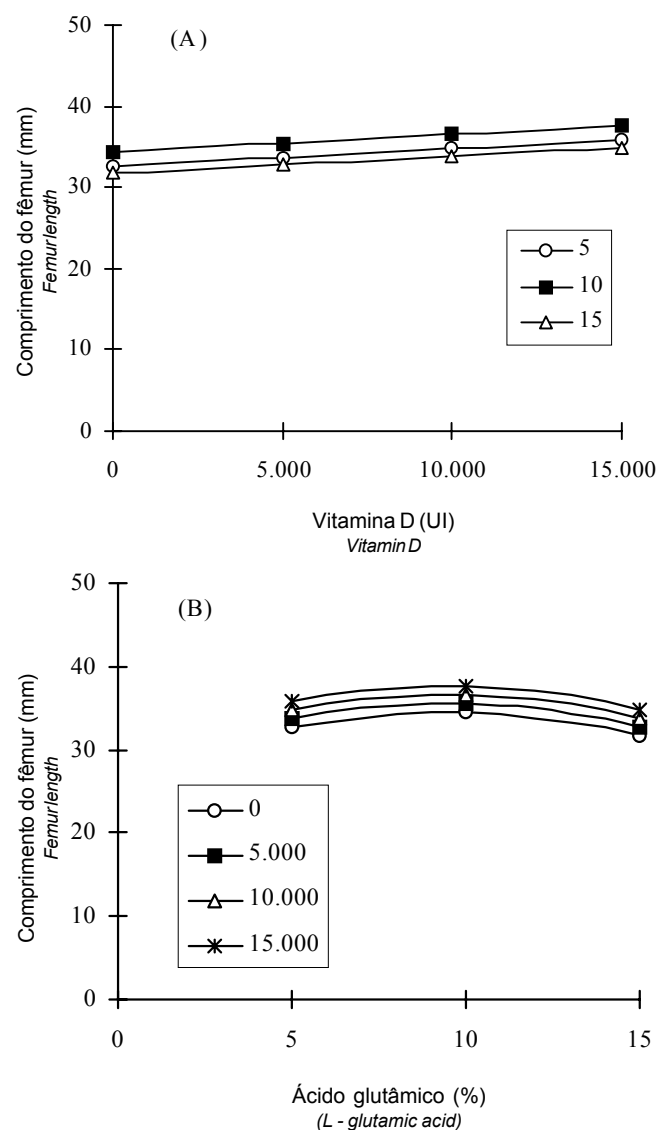 50
(A)
40
30
20
10
0
Comprimento do fêmur (mm)
Femur length
5
10
15
0 5.000 10.000 15.000
Vitamina D (UI)
Vitamin D
50
(B)
40
30
20
10
0
Comprimento do fêmur (mm)
Femur length
0
5.000
10.000
15.000
0 5 10 15
Ácido glutâmico (%)
(L - glutamic acid)